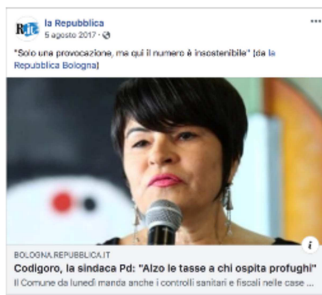 la Repubblica
5 agosto 2017 ·
"Solo una provocazione, ma qui il numero è insostenibile" [da la
Repubblica Bologna]
BOLOGNA.REPUBBLICA.IT
Codigoro, la sindaca Pd: "Alzo le tasse a chi ospita profughi"
Il Comune da lunedì manda anche i controlli sanitari e fiscali nelle case ...